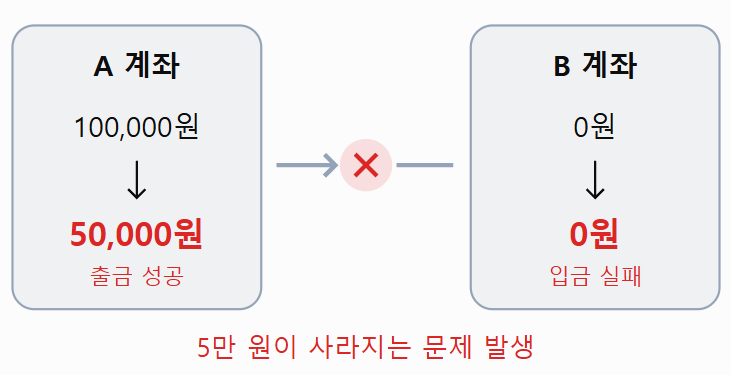 A 계좌
100,000원
50,000원
출금 성공
B 계좌
0원
0원
입금 실패
5만 원이 사라지는 문제 발생